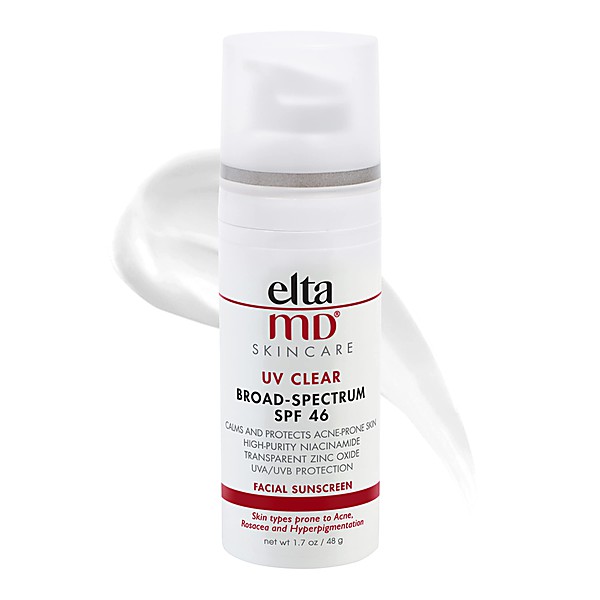 elta
MD®
SKINCARE
UV CLEAR
BROAD-SPECTRUM
SPF 46
CALMS AND PROTECTS ACNE-PRONE SKIN
HIGH-PURITY NIACINAMIDE
TRANSPARENT ZINC OXIDE
UVA/UVB PROTECTION
FACIAL SUNSCREEN
Skin types prone to Acne,
Rosacea and Hyperpigmentation
net wt 1.7 oz / 48 g